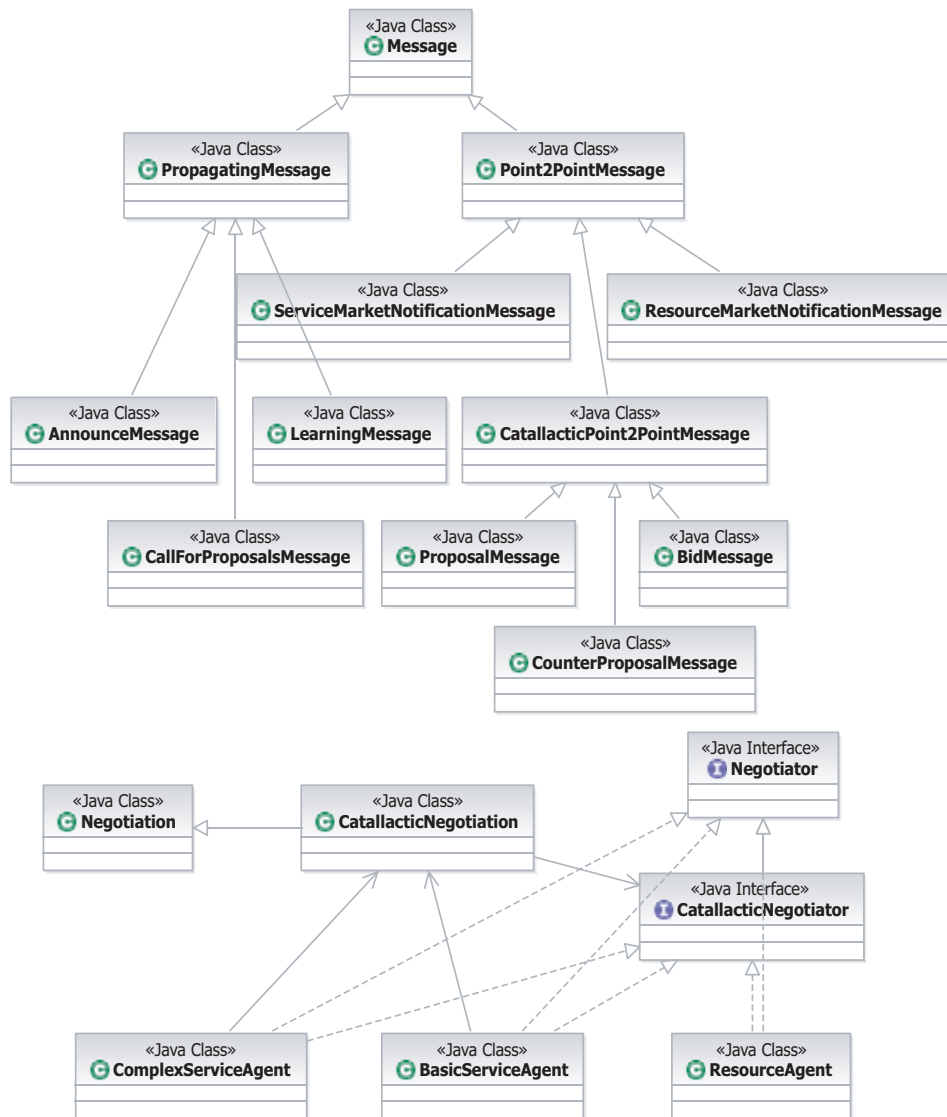 «Java Class»
C Message
«Java Class»
C PropagatingMessage
«Java Class»
C Point2PointMessage
«Java Class»
C ServiceMarketNotificationMessage
«Java Class»
C ResourceMarketNotificationMessage
«Java Class»
C AnnounceMessage
«Java Class»
C LearningMessage
«Java Class»
C CatallacticPoint2PointMessage
«Java Class»
C CallForProposalsMessage
«Java Class»
C ProposalMessage
«Java Class»
C BidMessage
«Java Class»
C CounterProposalMessage
«Java Interface»
I Negotiator
«Java Class»
C Negotiation
«Java Class»
C CatallacticNegotiation
«Java Interface»
I CatallacticNegotiator
«Java Class»
C ComplexServiceAgent
«Java Class»
C BasicServiceAgent
«Java Class»
C ResourceAgent